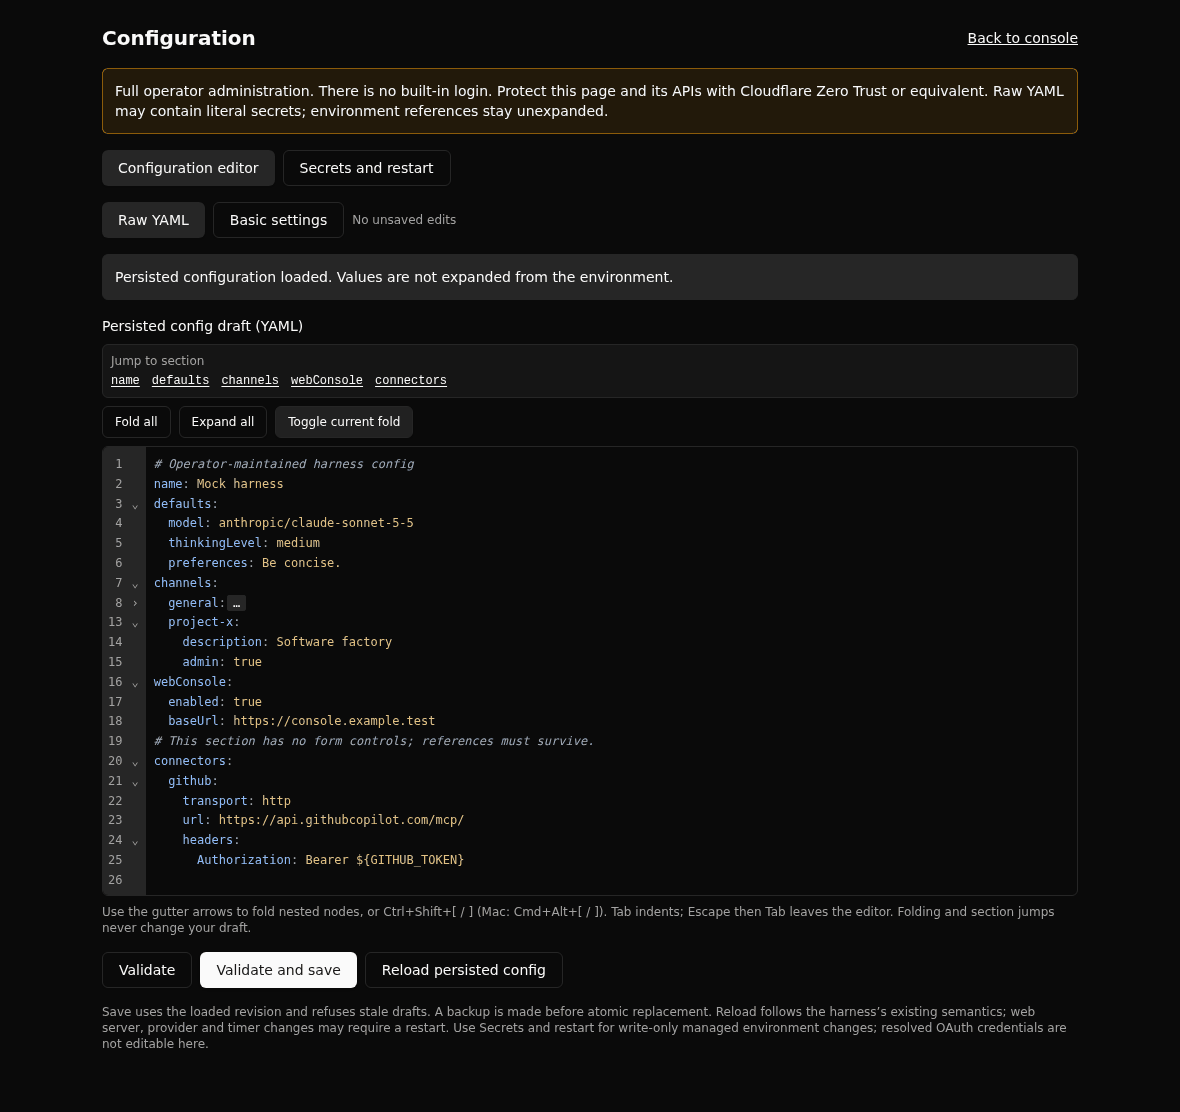 Configuration
Back to console
Full operator administration. There is no built-in login. Protect this page and its APIs with Cloudflare Zero Trust or equivalent. Raw YAML
may contain literal secrets; environment references stay unexpanded.
Configuration editor
Secrets and restart
Raw YAML
Basic settings
No unsaved edits
Persisted configuration loaded. Values are not expanded from the environment.
Persisted config draft (YAML)
Jump to section
name defaults channels webConsole connectors
Fold all
Expand all
Toggle current fold
1 # Operator-maintained harness config
2 name: Mock harness
3 ⌄ defaults:
4   model: anthropic/claude-sonnet-5-5
5   thinkingLevel: medium
6   preferences: Be concise.
7 ⌄ channels:
8 ›   general: …
13 ⌄   project-x:
14     description: Software factory
15     admin: true
16 ⌄ webConsole:
17   enabled: true
18   baseUrl: https://console.example.test
19 # This section has no form controls; references must survive.
20 ⌄ connectors:
21 ⌄   github:
22     transport: http
23     url: https://api.githubcopilot.com/mcp/
24 ⌄     headers:
25       Authorization: Bearer ${GITHUB_TOKEN}
26
Use the gutter arrows to fold nested nodes, or Ctrl+Shift+[ / ] (Mac: Cmd+Alt+[ / ]). Tab indents; Escape then Tab leaves the editor. Folding and section jumps
never change your draft.
Validate
Validate and save
Reload persisted config
Save uses the loaded revision and refuses stale drafts. A backup is made before atomic replacement. Reload follows the harness’s existing semantics; web
server, provider and timer changes may require a restart. Use Secrets and restart for write-only managed environment changes; resolved OAuth credentials are
not editable here.